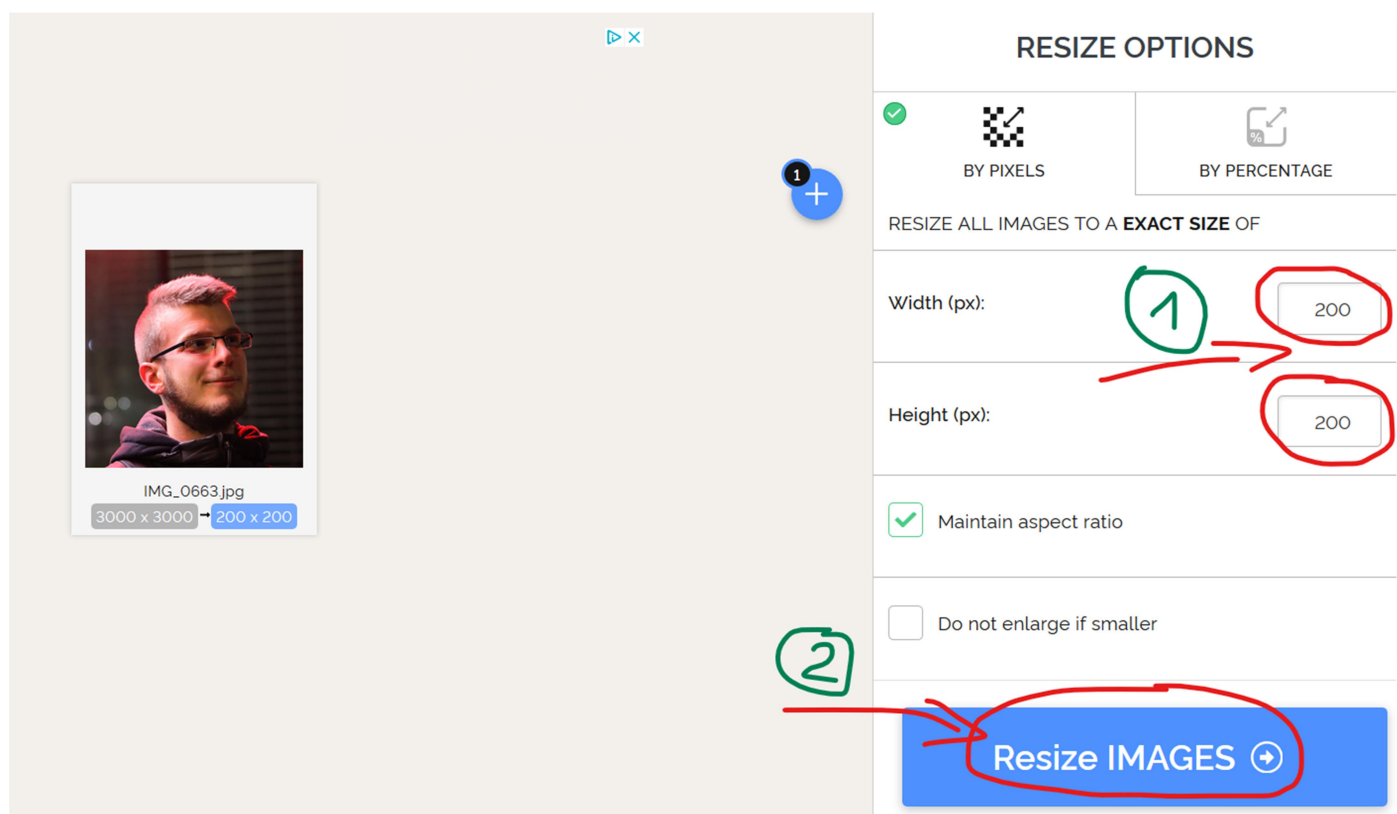 RESIZE OPTIONS
BY PIXELS
%
BY PERCENTAGE
RESIZE ALL IMAGES TO A EXACT SIZE OF
Width (px):
1
200
Height (px):
200
Maintain aspect ratio
Do not enlarge if smaller
2
Resize IMAGES
1
IMG_0663.jpg
3000 x 3000 → 200 x 200